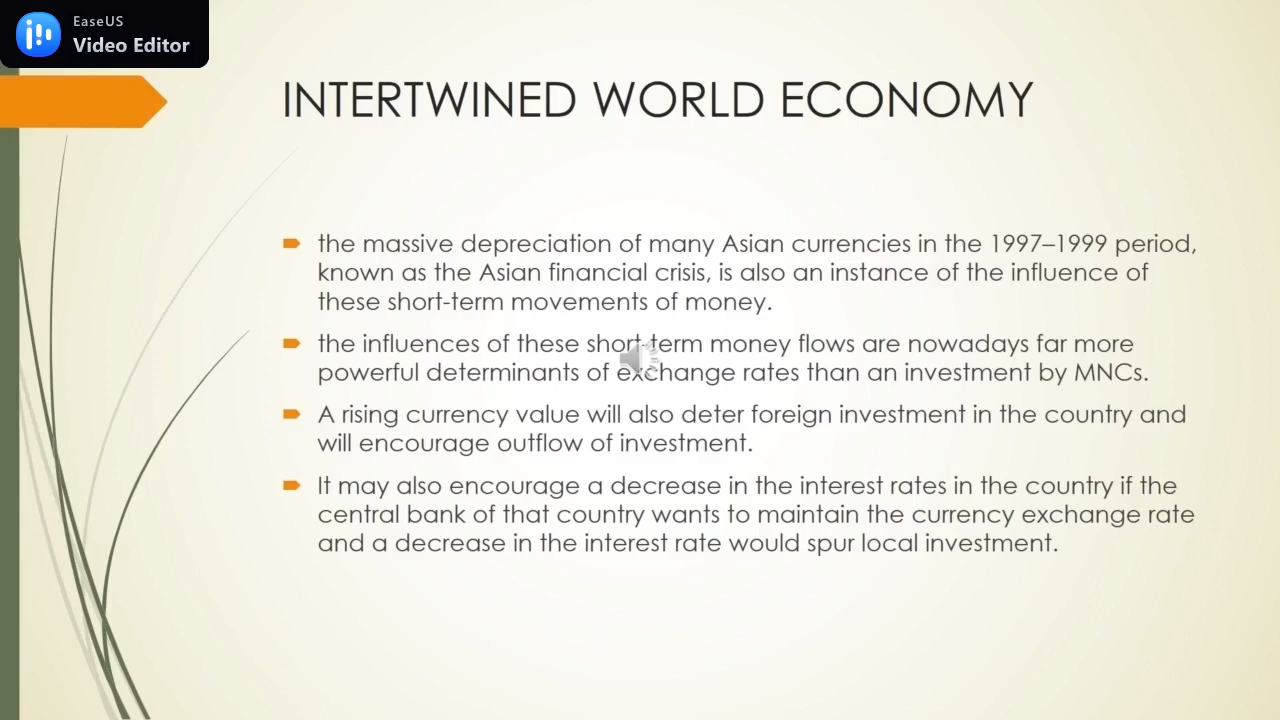 EaseUS
Video Editor
INTERTWINED WORLD ECONOMY
the massive depreciation of many Asian currencies in the 1997–1999 period,
known as the Asian financial crisis, is also an instance of the influence of
these short-term movements of money.
the influences of these short-term money flows are nowadays far more
powerful determinants of exchange rates than an investment by MNCs.
A rising currency value will also deter foreign investment in the country and
will encourage outflow of investment.
It may also encourage a decrease in the interest rates in the country if the
central bank of that country wants to maintain the currency exchange rate
and a decrease in the interest rate would spur local investment.